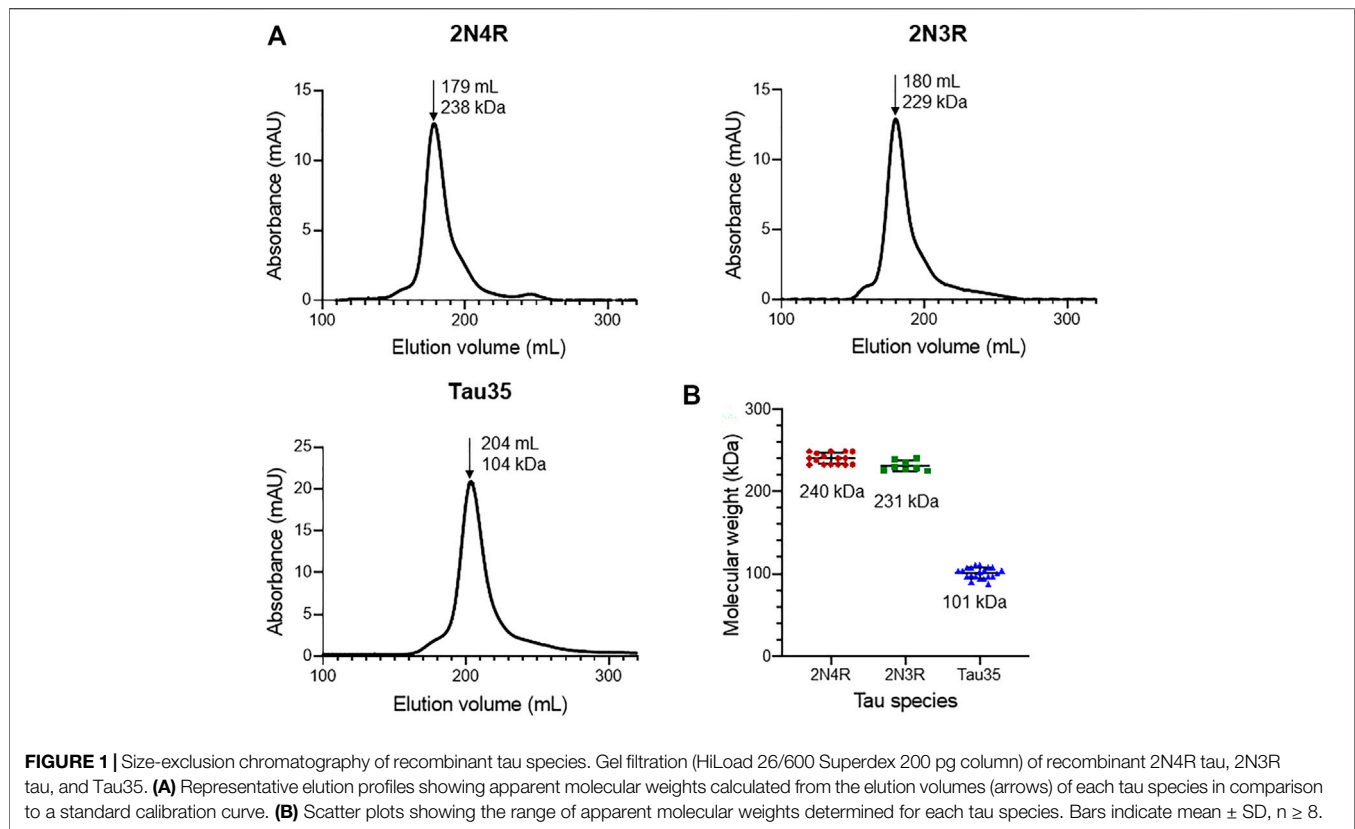 A
2N4R
179 mL
238 kDa
15
10
5
0
Absorbance (mAU)
100
200
300
Elution volume (mL)
2N3R
180 mL
229 kDa
15
10
5
0
Absorbance (mAU)
100
200
300
Elution volume (mL)
Tau35
204 mL
104 kDa
25
20
15
10
5
0
Absorbance (mAU)
100
200
300
Elution volume (mL)
B
300
200
100
0
Molecular weight (kDa)
240 kDa
231 kDa
101 kDa
2N4R
2N3R
Tau35
Tau species
FIGURE 1 | Size-exclusion chromatography of recombinant tau species. Gel filtration (HiLoad 26/600 Superdex 200 pg column) of recombinant 2N4R tau, 2N3R
tau, and Tau35. (A) Representative elution profiles showing apparent molecular weights calculated from the elution volumes (arrows) of each tau species in comparison
to a standard calibration curve. (B) Scatter plots showing the range of apparent molecular weights determined for each tau species. Bars indicate mean ± SD, n ≥ 8.